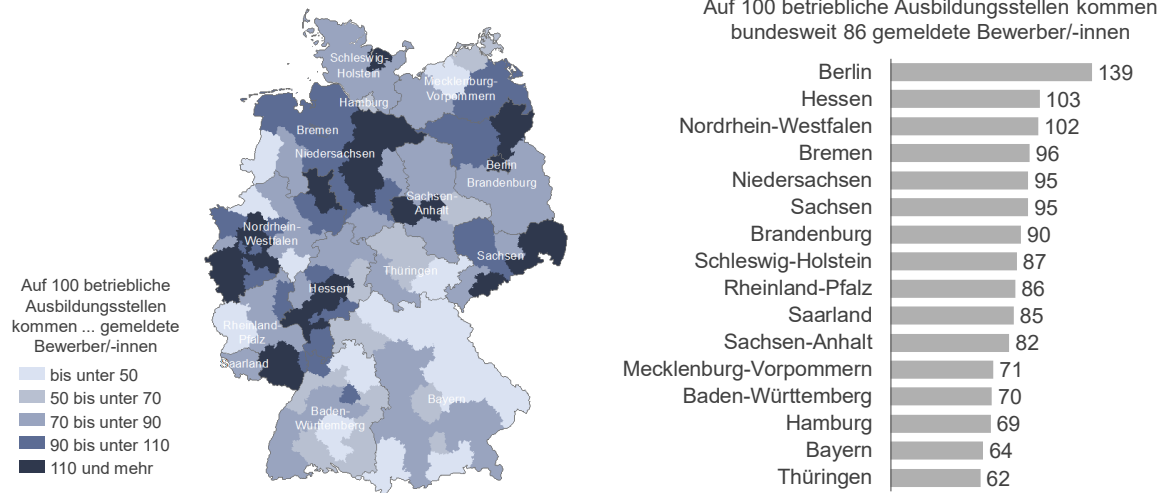 Schleswig-
Holstein
Mecklenburg-
Vorpommern
Hamburg
Bremen
Niedersachsen
Berlin
Brandenburg
Sachsen-
Anhalt
Nordrhein-
Westfalen
Sachsen
Thüringen
Hessen
Rheinland-
Pfalz
Saarland
Bayern
Baden-
Württemberg
Auf 100 betriebliche
Ausbildungsstellen
kommen ... gemeldete
Bewerber/-innen
bis unter 50
50 bis unter 70
70 bis unter 90
90 bis unter 110
110 und mehr
Auf 100 betriebliche Ausbildungsstellen kommen
bundesweit 86 gemeldete Bewerber/-innen
Berlin 139
Hessen 103
Nordrhein-Westfalen 102
Bremen 96
Niedersachsen 95
Sachsen 95
Brandenburg 90
Schleswig-Holstein 87
Rheinland-Pfalz 86
Saarland 85
Sachsen-Anhalt 82
Mecklenburg-Vorpommern 71
Baden-Württemberg 70
Hamburg 69
Bayern 64
Thüringen 62